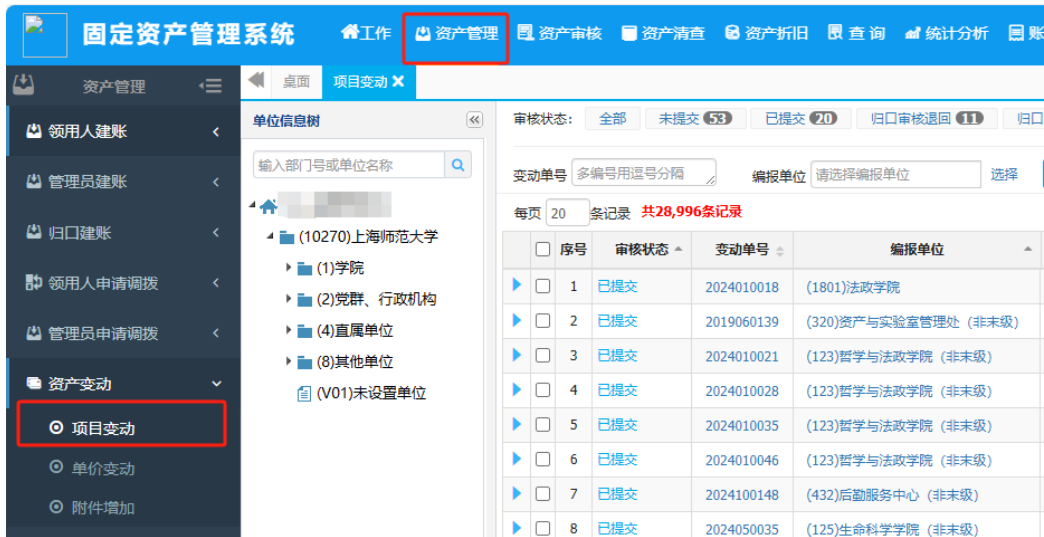 固定资产管理系统 工作 资产管理 资产审核 资产清查 资产折旧 查 询 统计分析 账
资产管理
领用人建账
管理员建账
归口建账
领用人申请调拨
管理员申请调拨
资产变动
项目变动
单价变动
附件增加
桌面 项目变动
单位信息树
输入部门号或单位名称
(10270)上海师范大学
(1)学院
(2)党群、行政机构
(4)直属单位
(8)其他单位
(V01)未设置单位
审核状态： 全部 未提交 53 已提交 20 归口审核退回 11 归口
变动单号 多编号用逗号分隔 编报单位 请选择编报单位 选择
每页 20 条记录 共28,996条记录
序号 审核状态 变动单号 编报单位
1 已提交 2024010018 (1801)法政学院
2 已提交 2019060139 (320)资产与实验室管理处（非末级）
3 已提交 2024010021 (123)哲学与法政学院（非末级）
4 已提交 2024010028 (123)哲学与法政学院（非末级）
5 已提交 2024010035 (123)哲学与法政学院（非末级）
6 已提交 2024010046 (123)哲学与法政学院（非末级）
7 已提交 2024100148 (432)后勤服务中心（非末级）
8 已提交 2024050035 (125)生命科学学院（非末级）